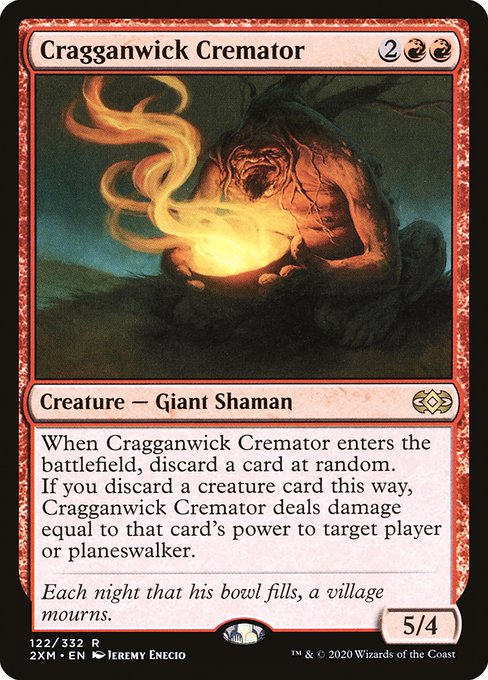 Cragganwick Cremator 2
Creature — Giant Shaman
When Cragganwick Cremator enters the
battlefield, discard a card at random.
If you discard a creature card this way,
Cragganwick Cremator deals damage
equal to that card's power to target player
or planeswalker.
Each night that his bowl fills, a village
mourns.
5/4
122/332 R
2XM • EN Jeremy Enecio
™ & © 2020 Wizards of the Coast